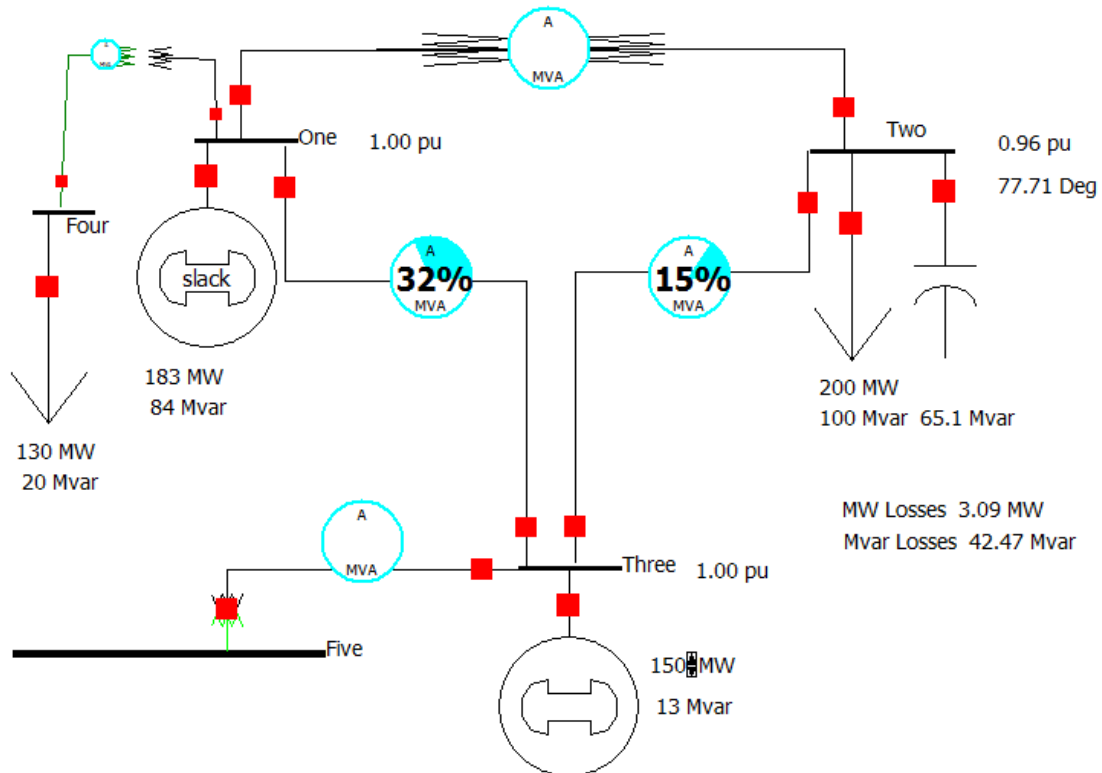 A
MVA
A
MVA
One
1.00 pu
Two
0.96 pu
77.71 Deg
Four
slack
A
32%
MVA
A
15%
MVA
183 MW
84 Mvar
200 MW
100 Mvar 65.1 Mvar
130 MW
20 Mvar
MW Losses 3.09 MW
Mvar Losses 42.47 Mvar
A
MVA
Three
1.00 pu
Five
150 MW
13 Mvar